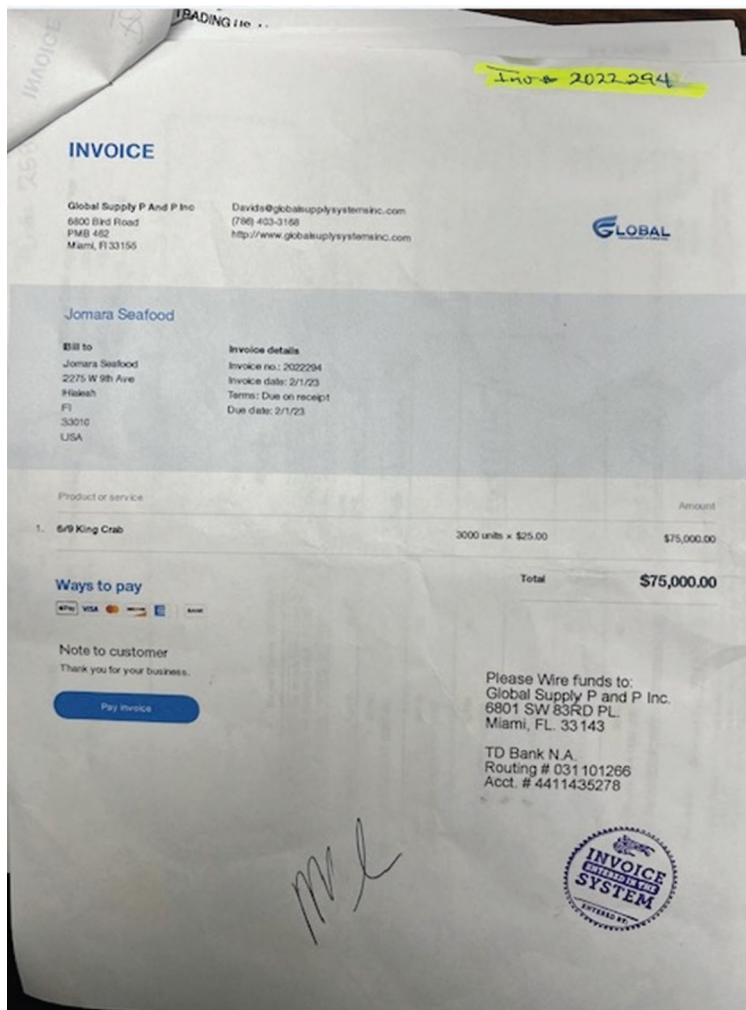 TRADING
INVOICE
Inv # 2022294
INVOICE
Global Supply P And P Inc
6800 Bird Road
PMB 462
Miami, Fl 33155
Davids@globalsupplysystemsinc.com
(786) 403-3168
http://www.globalsuplysystemsinc.com
GLOBAL
Jomara Seafood
Bill to
Jomara Seafood
2275 W 9th Ave
Hialeah
Fl
33010
USA
Invoice details
Invoice no.: 2022294
Invoice date: 2/1/23
Terms: Due on receipt
Due date: 2/1/23
Product or service
Amount
1. 6/9 King Crab 3000 units × $25.00 $75,000.00
Ways to pay
Total $75,000.00
Pay VISA BANK
Note to customer
Thank you for your business.
Pay invoice
Please Wire funds to:
Global Supply P and P Inc.
6801 SW 83RD PL.
Miami, FL. 33143
TD Bank N.A.
Routing # 031101266
Acct. # 4411435278
INVOICE
ENTERED IN THE
SYSTEM
ENTERED BY: